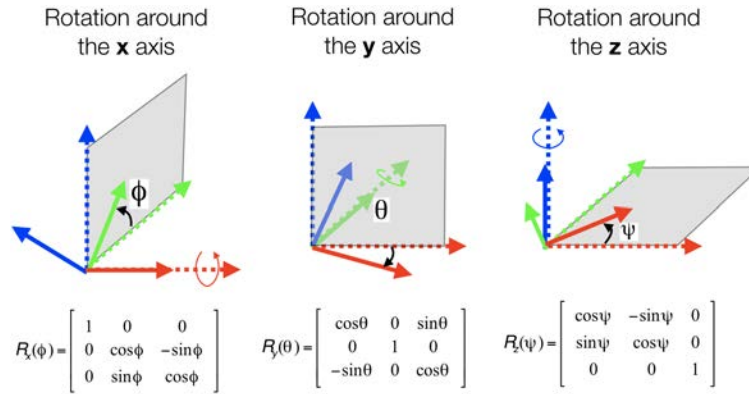 Rotation around
the x axis
Rotation around
the y axis
Rotation around
the z axis
ϕ
θ
ψ
Rx(ϕ) = [ 1 0 0
0 cosϕ -sinϕ
0 sinϕ cosϕ ]
Ry(θ) = [ cosθ 0 sinθ
0 1 0
-sinθ 0 cosθ ]
Rz(ψ) = [ cosψ -sinψ 0
sinψ cosψ 0
0 0 1 ]